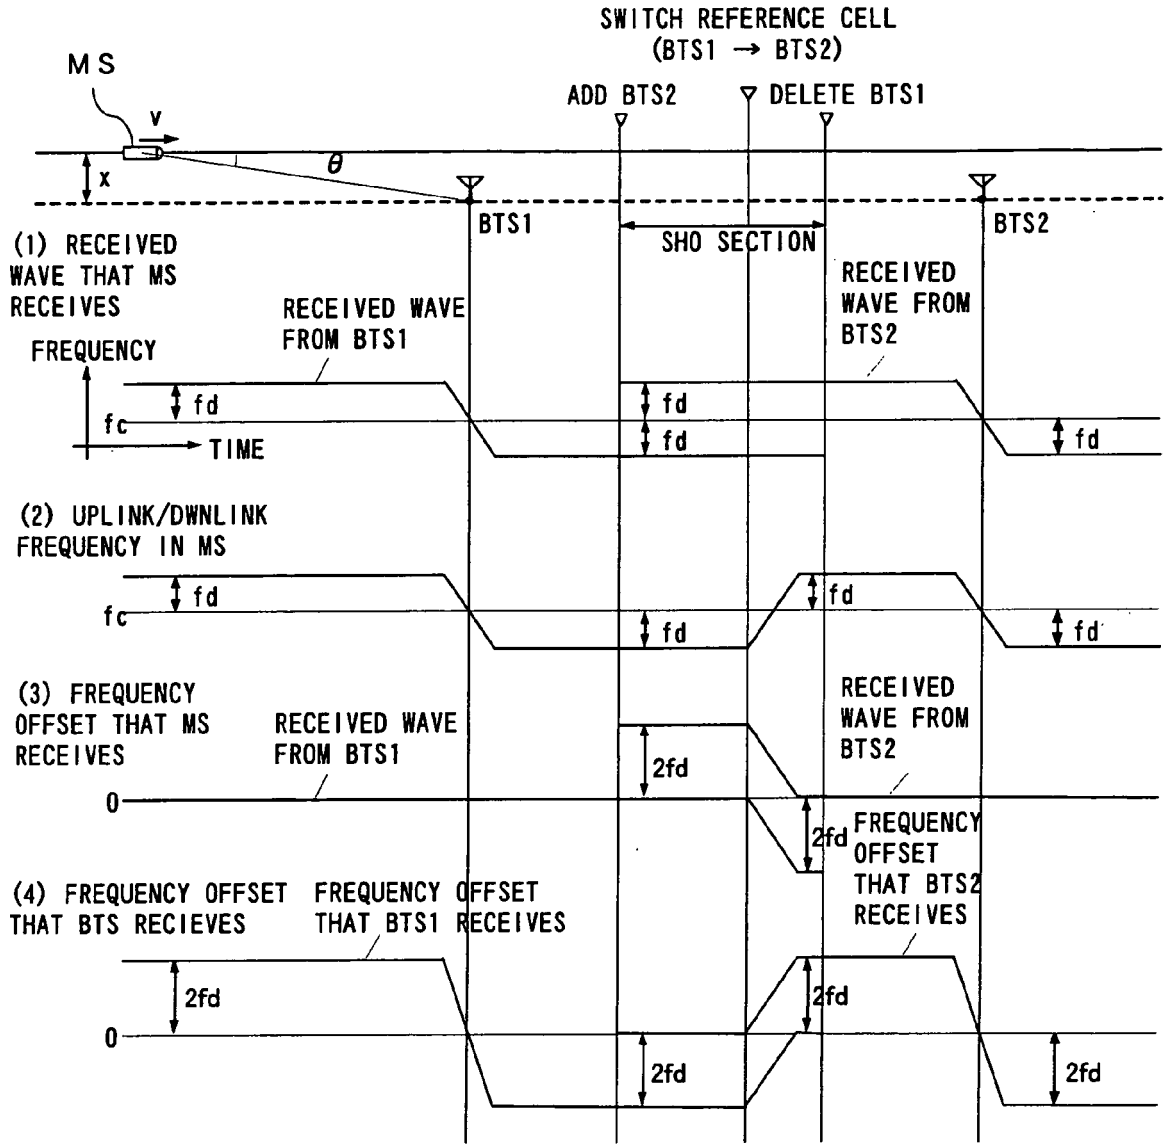 SWITCH REFERENCE CELL
(BTS1 → BTS2)
MS
ADD BTS2
DELETE BTS1
v
θ
x
BTS1
BTS2
SHO SECTION
(1) RECEIVED
WAVE THAT MS
RECEIVES
RECEIVED WAVE
FROM BTS1
RECEIVED
WAVE FROM
BTS2
FREQUENCY
fd
fd
fc
fd
fd
TIME
(2) UPLINK/DWNLINK
FREQUENCY IN MS
fd
fd
fc
fd
fd
(3) FREQUENCY
OFFSET THAT MS
RECEIVES
RECEIVED WAVE
FROM BTS1
RECEIVED
WAVE FROM
BTS2
2fd
0
2fd
FREQUENCY
OFFSET
THAT BTS2
RECEIVES
(4) FREQUENCY OFFSET
THAT BTS RECIEVES
FREQUENCY OFFSET
THAT BTS1 RECEIVES
2fd
2fd
0
2fd
2fd